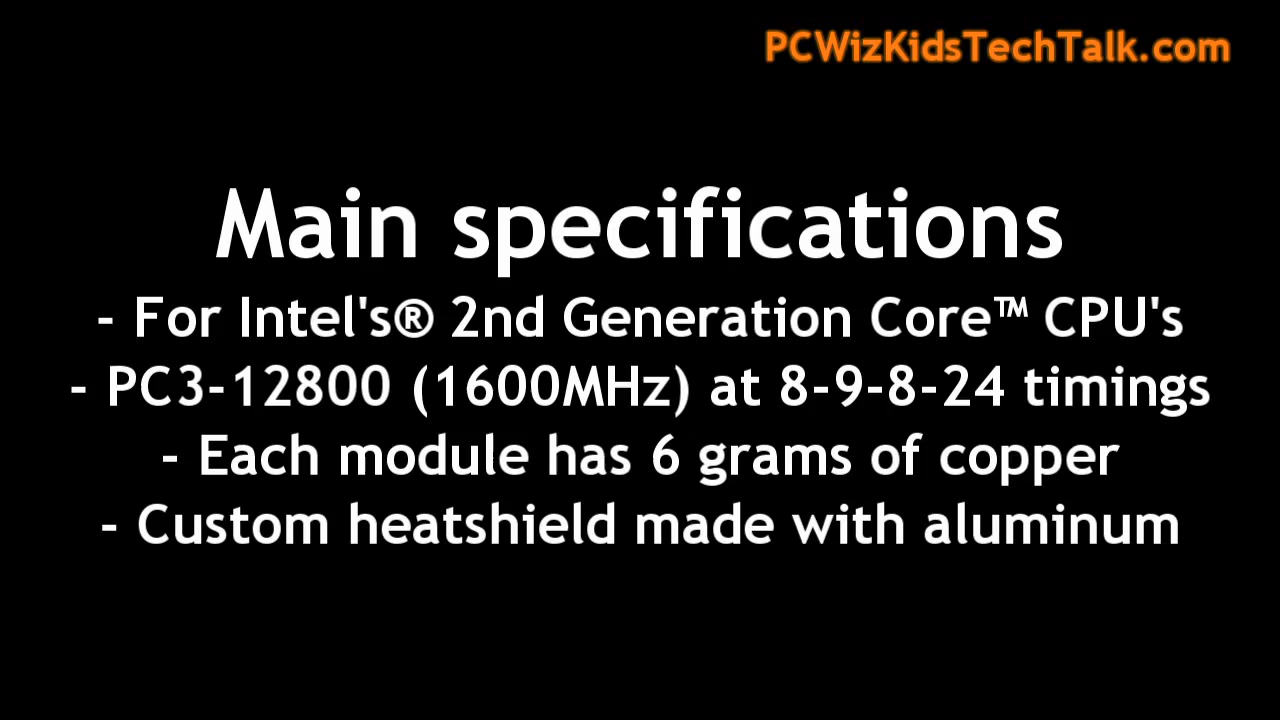 PCWizKidsTechTalk.com
Main specifications
- For Intel's® 2nd Generation Core™ CPU's
- PC3-12800 (1600MHz) at 8-9-8-24 timings
- Each module has 6 grams of copper
- Custom heatshield made with aluminum